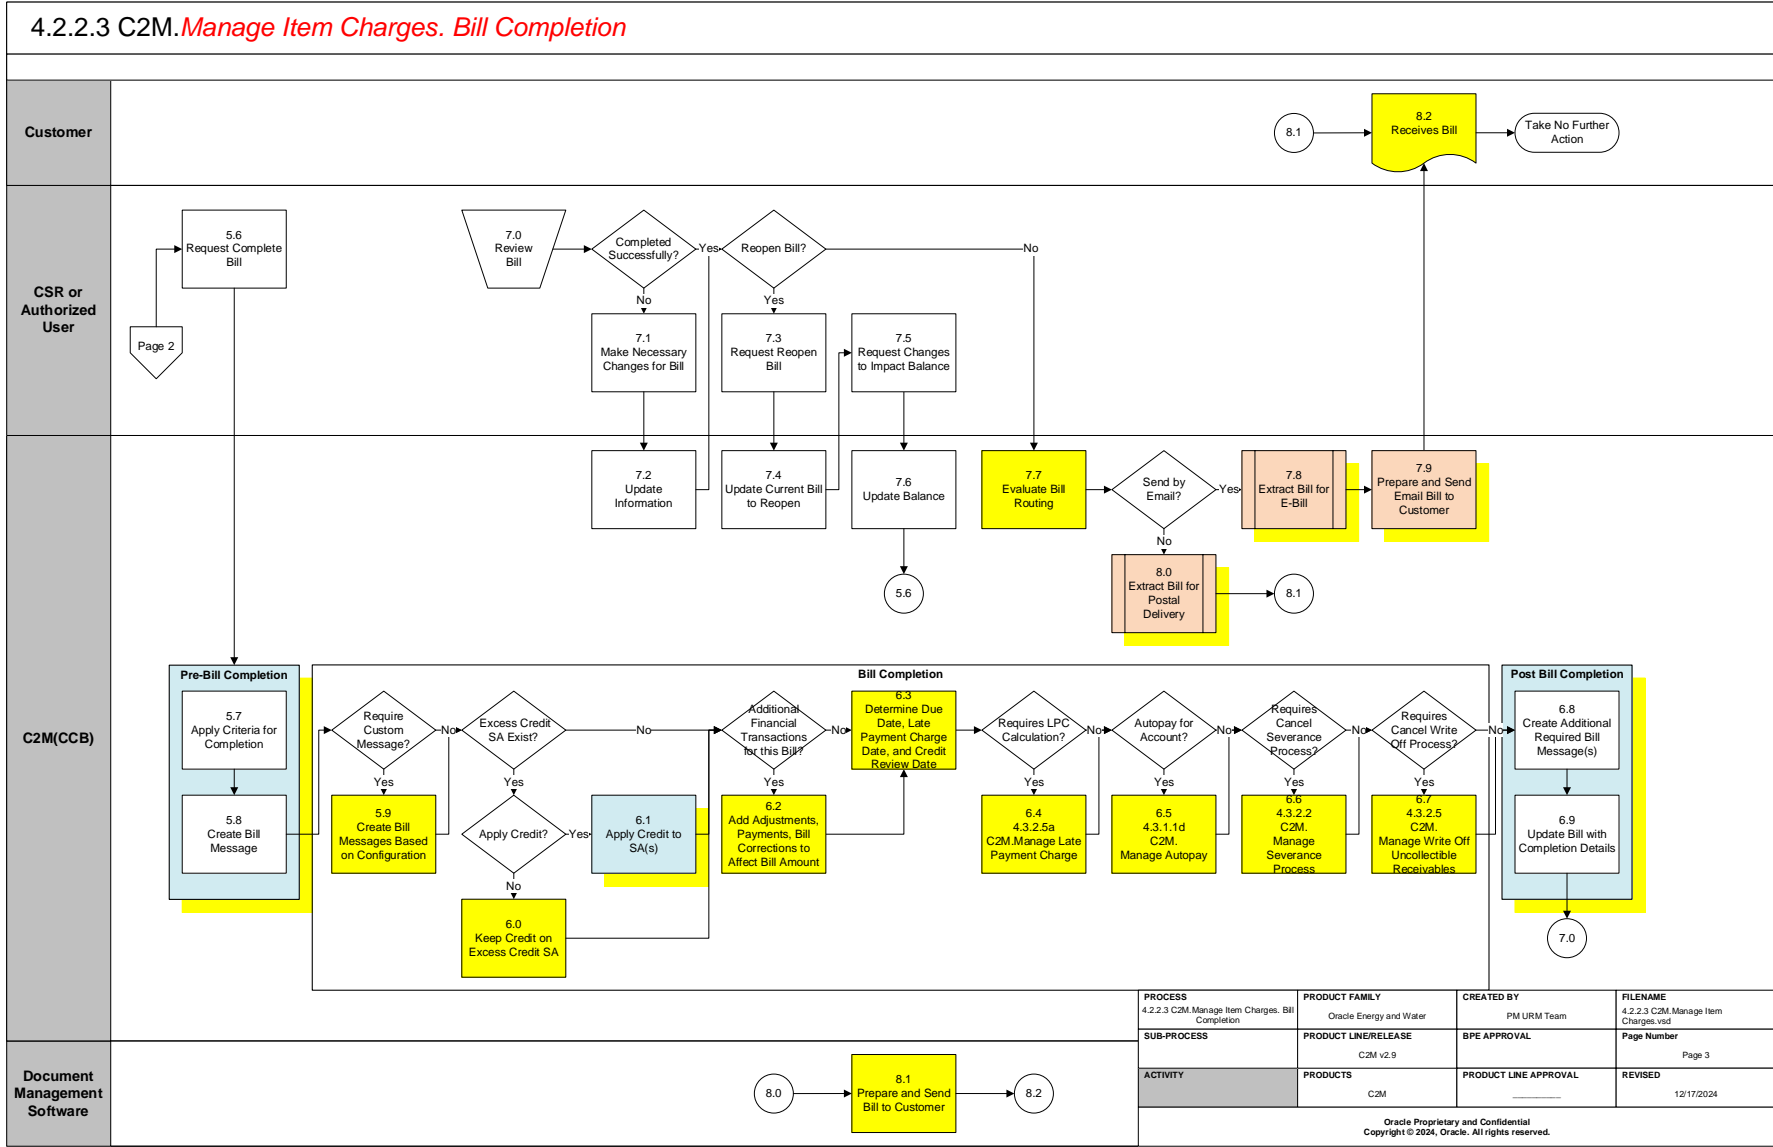 4.2.2.3 C2M.Manage Item Charges. Bill Completion
Customer
8.1
8.2
Receives Bill
Take No Further
Action
CSR or
Authorized
User
Page 2
5.6
Request Complete
Bill
7.0
Review
Bill
Completed
Successfully?
Yes
No
Reopen Bill?
No
Yes
7.1
Make Necessary
Changes for Bill
7.3
Request Reopen
Bill
7.5
Request Changes
to Impact Balance
C2M(CCB)
7.2
Update
Information
7.4
Update Current Bill
to Reopen
7.6
Update Balance
5.6
7.7
Evaluate Bill
Routing
Send by
Email?
Yes
No
7.8
Extract Bill for
E-Bill
7.9
Prepare and Send
Email Bill to
Customer
8.0
Extract Bill for
Postal
Delivery
8.1
Pre-Bill Completion
5.7
Apply Criteria for
Completion
5.8
Create Bill
Message
Bill Completion
Require
Custom
Message?
No
Yes
5.9
Create Bill
Messages Based
on Configuration
Excess Credit
SA Exist?
No
Yes
Apply Credit?
Yes
No
6.0
Keep Credit on
Excess Credit SA
6.1
Apply Credit to
SA(s)
Additional
Financial
Transactions
for this Bill?
No
Yes
6.2
Add Adjustments,
Payments, Bill
Corrections to
Affect Bill Amount
6.3
Determine Due
Date, Late
Payment Charge
Date, and Credit
Review Date
Requires LPC
Calculation?
No
Yes
6.4
4.3.2.5a
C2M.Manage Late
Payment Charge
Autopay for
Account?
No
Yes
6.5
4.3.1.1d
C2M.
Manage Autopay
Requires
Cancel
Severance
Process?
No
Yes
6.6
4.3.2.2
C2M.
Manage
Severance
Process
Requires
Cancel Write
Off Process?
No
Yes
6.7
4.3.2.5
C2M.
Manage Write Off
Uncollectible
Receivables
Post Bill Completion
6.8
Create Additional
Required Bill
Message(s)
6.9
Update Bill with
Completion Details
7.0
Document
Management
Software
8.0
8.1
Prepare and Send
Bill to Customer
8.2
PROCESS
4.2.2.3 C2M.Manage Item Charges. Bill
Completion
PRODUCT FAMILY
Oracle Energy and Water
CREATED BY
PM URM Team
FILENAME
4.2.2.3 C2M.Manage Item
Charges.vsd
SUB-PROCESS
PRODUCT LINE/RELEASE
C2M v2.9
BPE APPROVAL
Page Number
Page 3
ACTIVITY
PRODUCTS
C2M
PRODUCT LINE APPROVAL
____________
REVISED
12/17/2024
Oracle Proprietary and Confidential
Copyright © 2024, Oracle. All rights reserved.